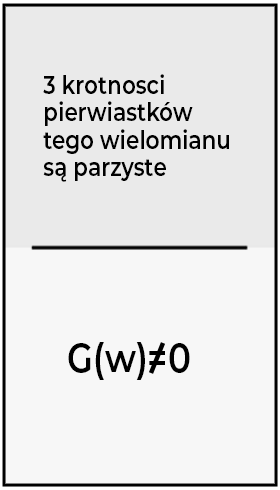 3 krotnosci
pierwiastków
tego wielomianu
są parzyste
G(w)≠0